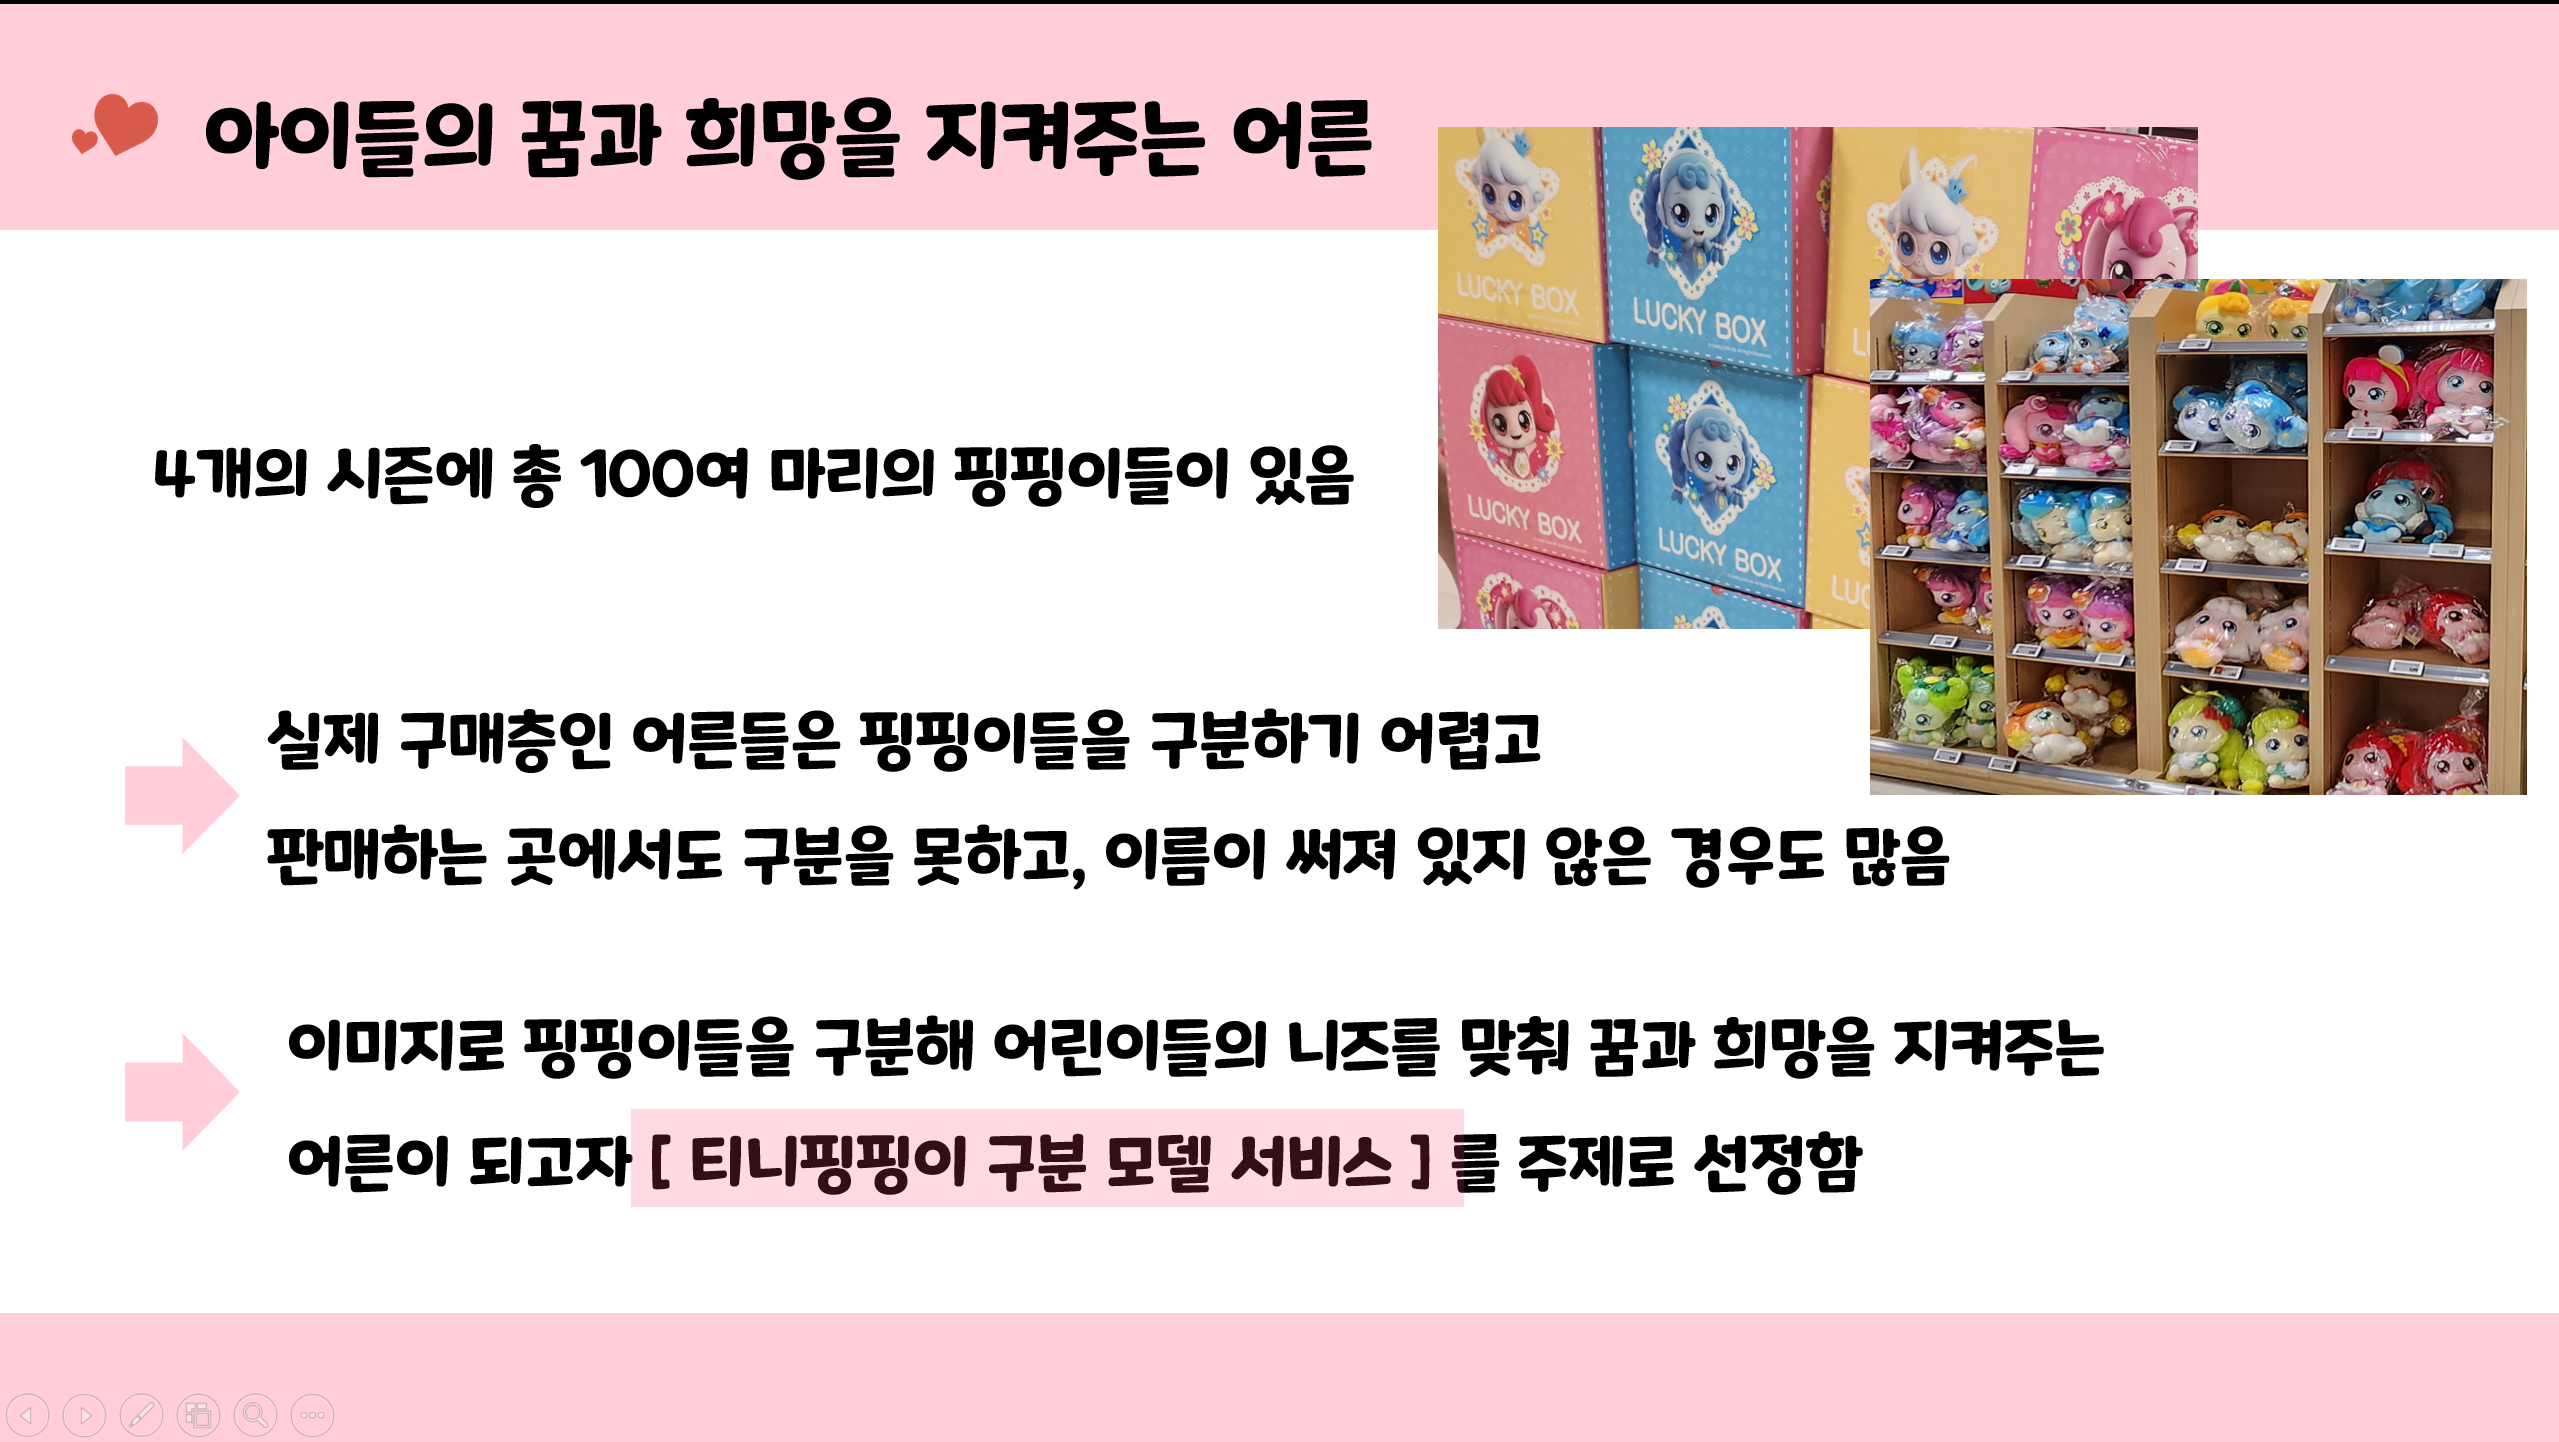 아이들의 꿈과 희망을 지켜주는 어른
LUCKY BOX
LUCKY BOX
LUCKY BOX
LUCKY BOX
4개의 시즌에 총 100여 마리의 핑핑이들이 있음
실제 구매층인 어른들은 핑핑이들을 구분하기 어렵고
판매하는 곳에서도 구분을 못하고, 이름이 써져 있지 않은 경우도 많음
이미지로 핑핑이들을 구분해 어린이들의 니즈를 맞춰 꿈과 희망을 지켜주는
어른이 되고자 [ 티니핑핑이 구분 모델 서비스 ] 를 주제로 선정함